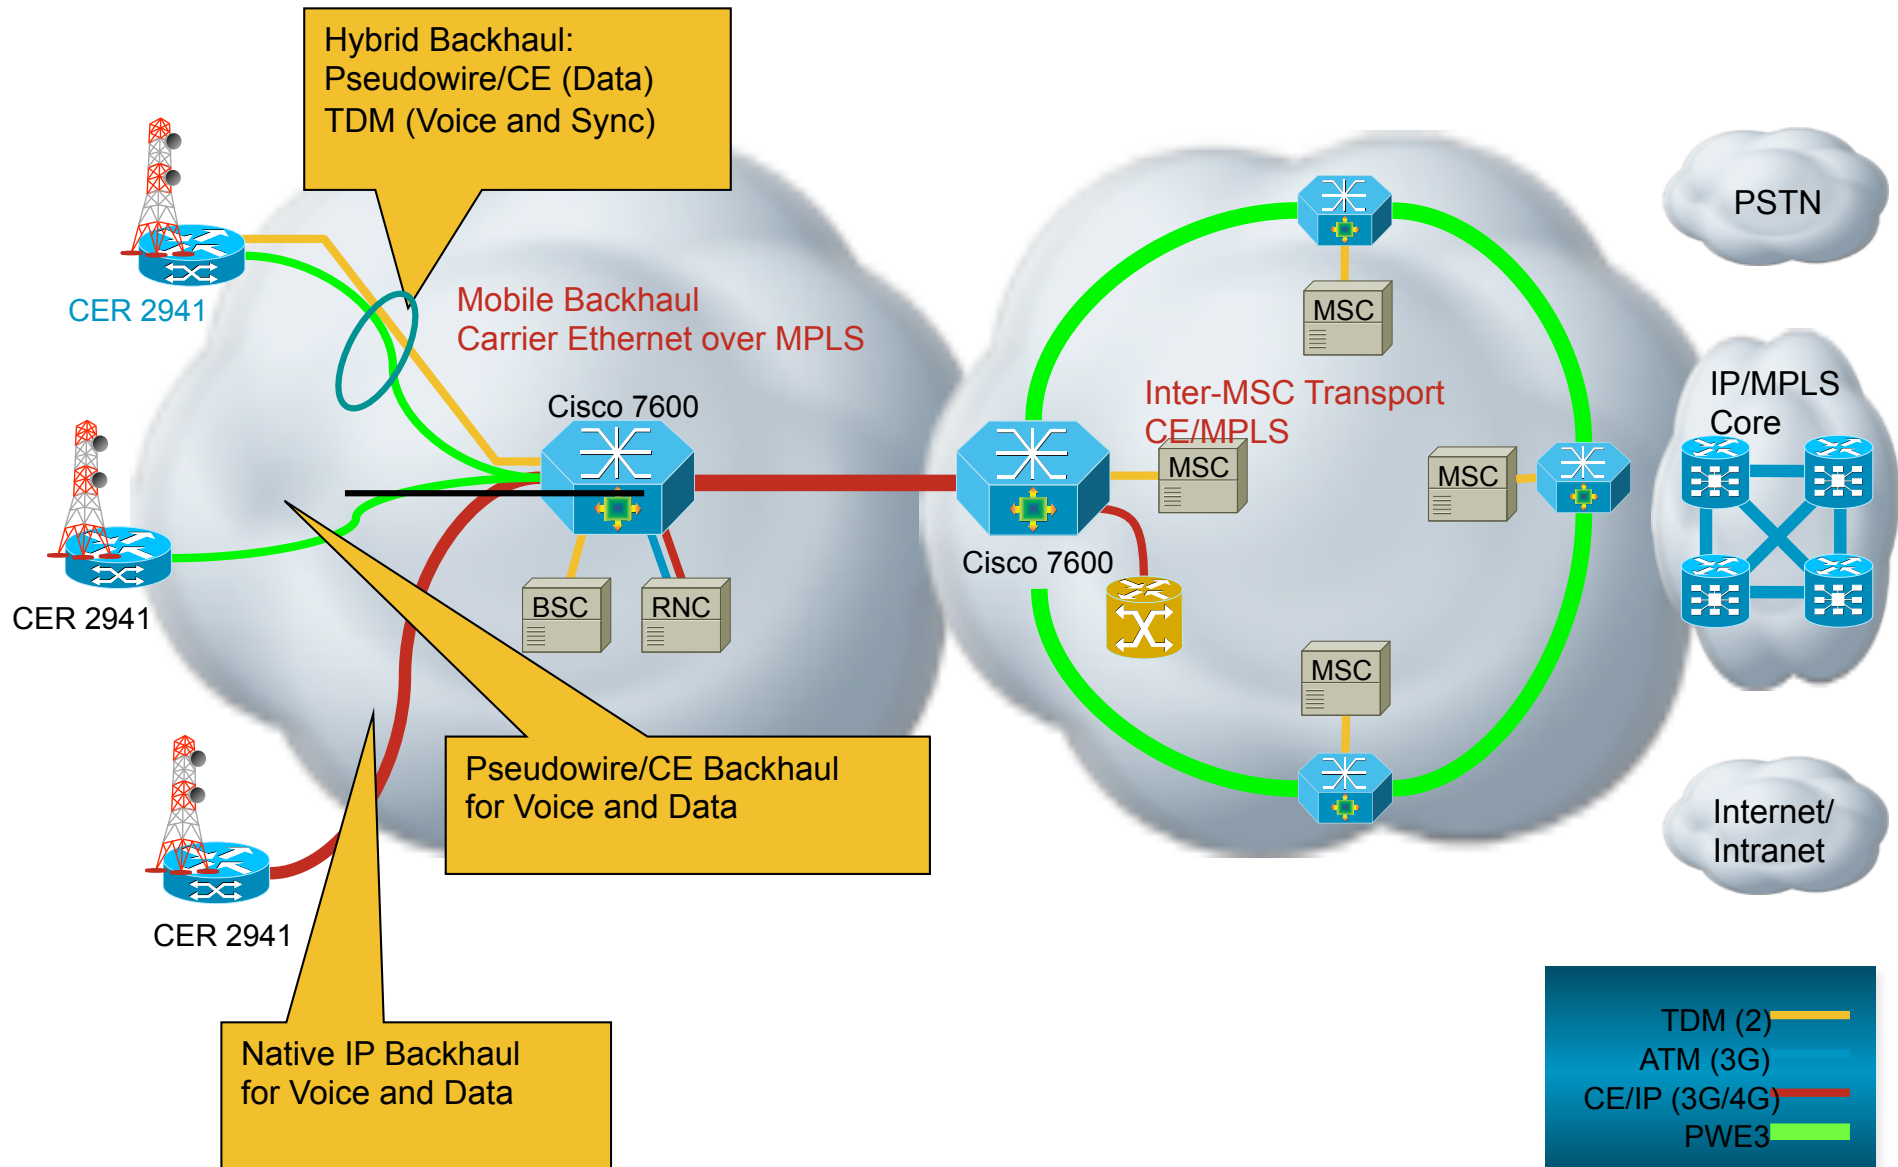 Hybrid Backhaul:
Pseudowire/CE (Data)
TDM (Voice and Sync)
CER 2941
Mobile Backhaul
Carrier Ethernet over MPLS
Cisco 7600
CER 2941
BSC
RNC
Pseudowire/CE Backhaul
for Voice and Data
CER 2941
Native IP Backhaul
for Voice and Data
MSC
Inter-MSC Transport
CE/MPLS
MSC
MSC
Cisco 7600
MSC
PSTN
IP/MPLS
Core
Internet/
Intranet
TDM (2)
ATM (3G)
CE/IP (3G/4G)
PWE3